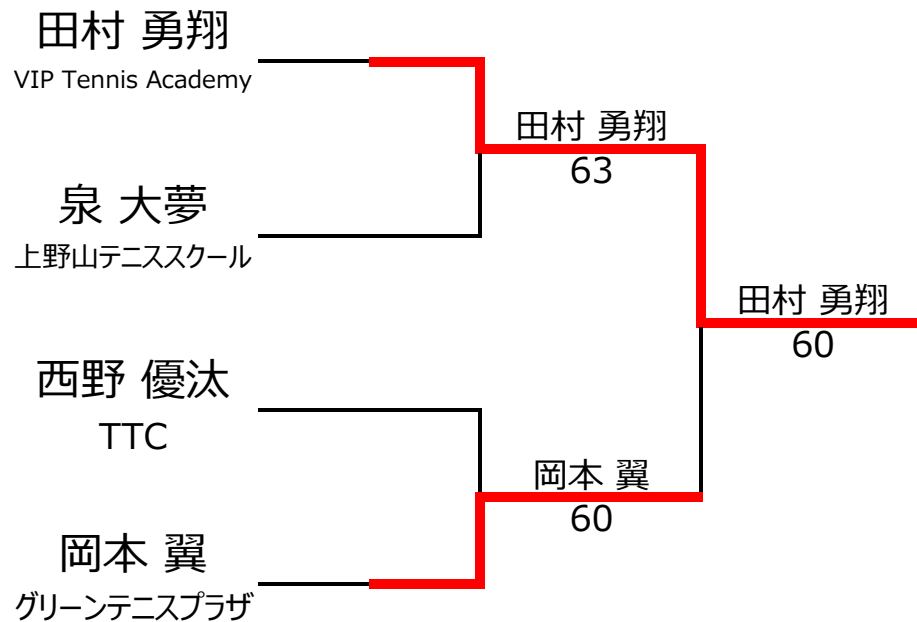 田村 勇翔
VIP Tennis Academy
田村 勇翔
63
泉 大夢
上野山テニススクール
田村 勇翔
60
西野 優汰
TTC
岡本 翼
60
岡本 翼
グリーンテニスプラザ